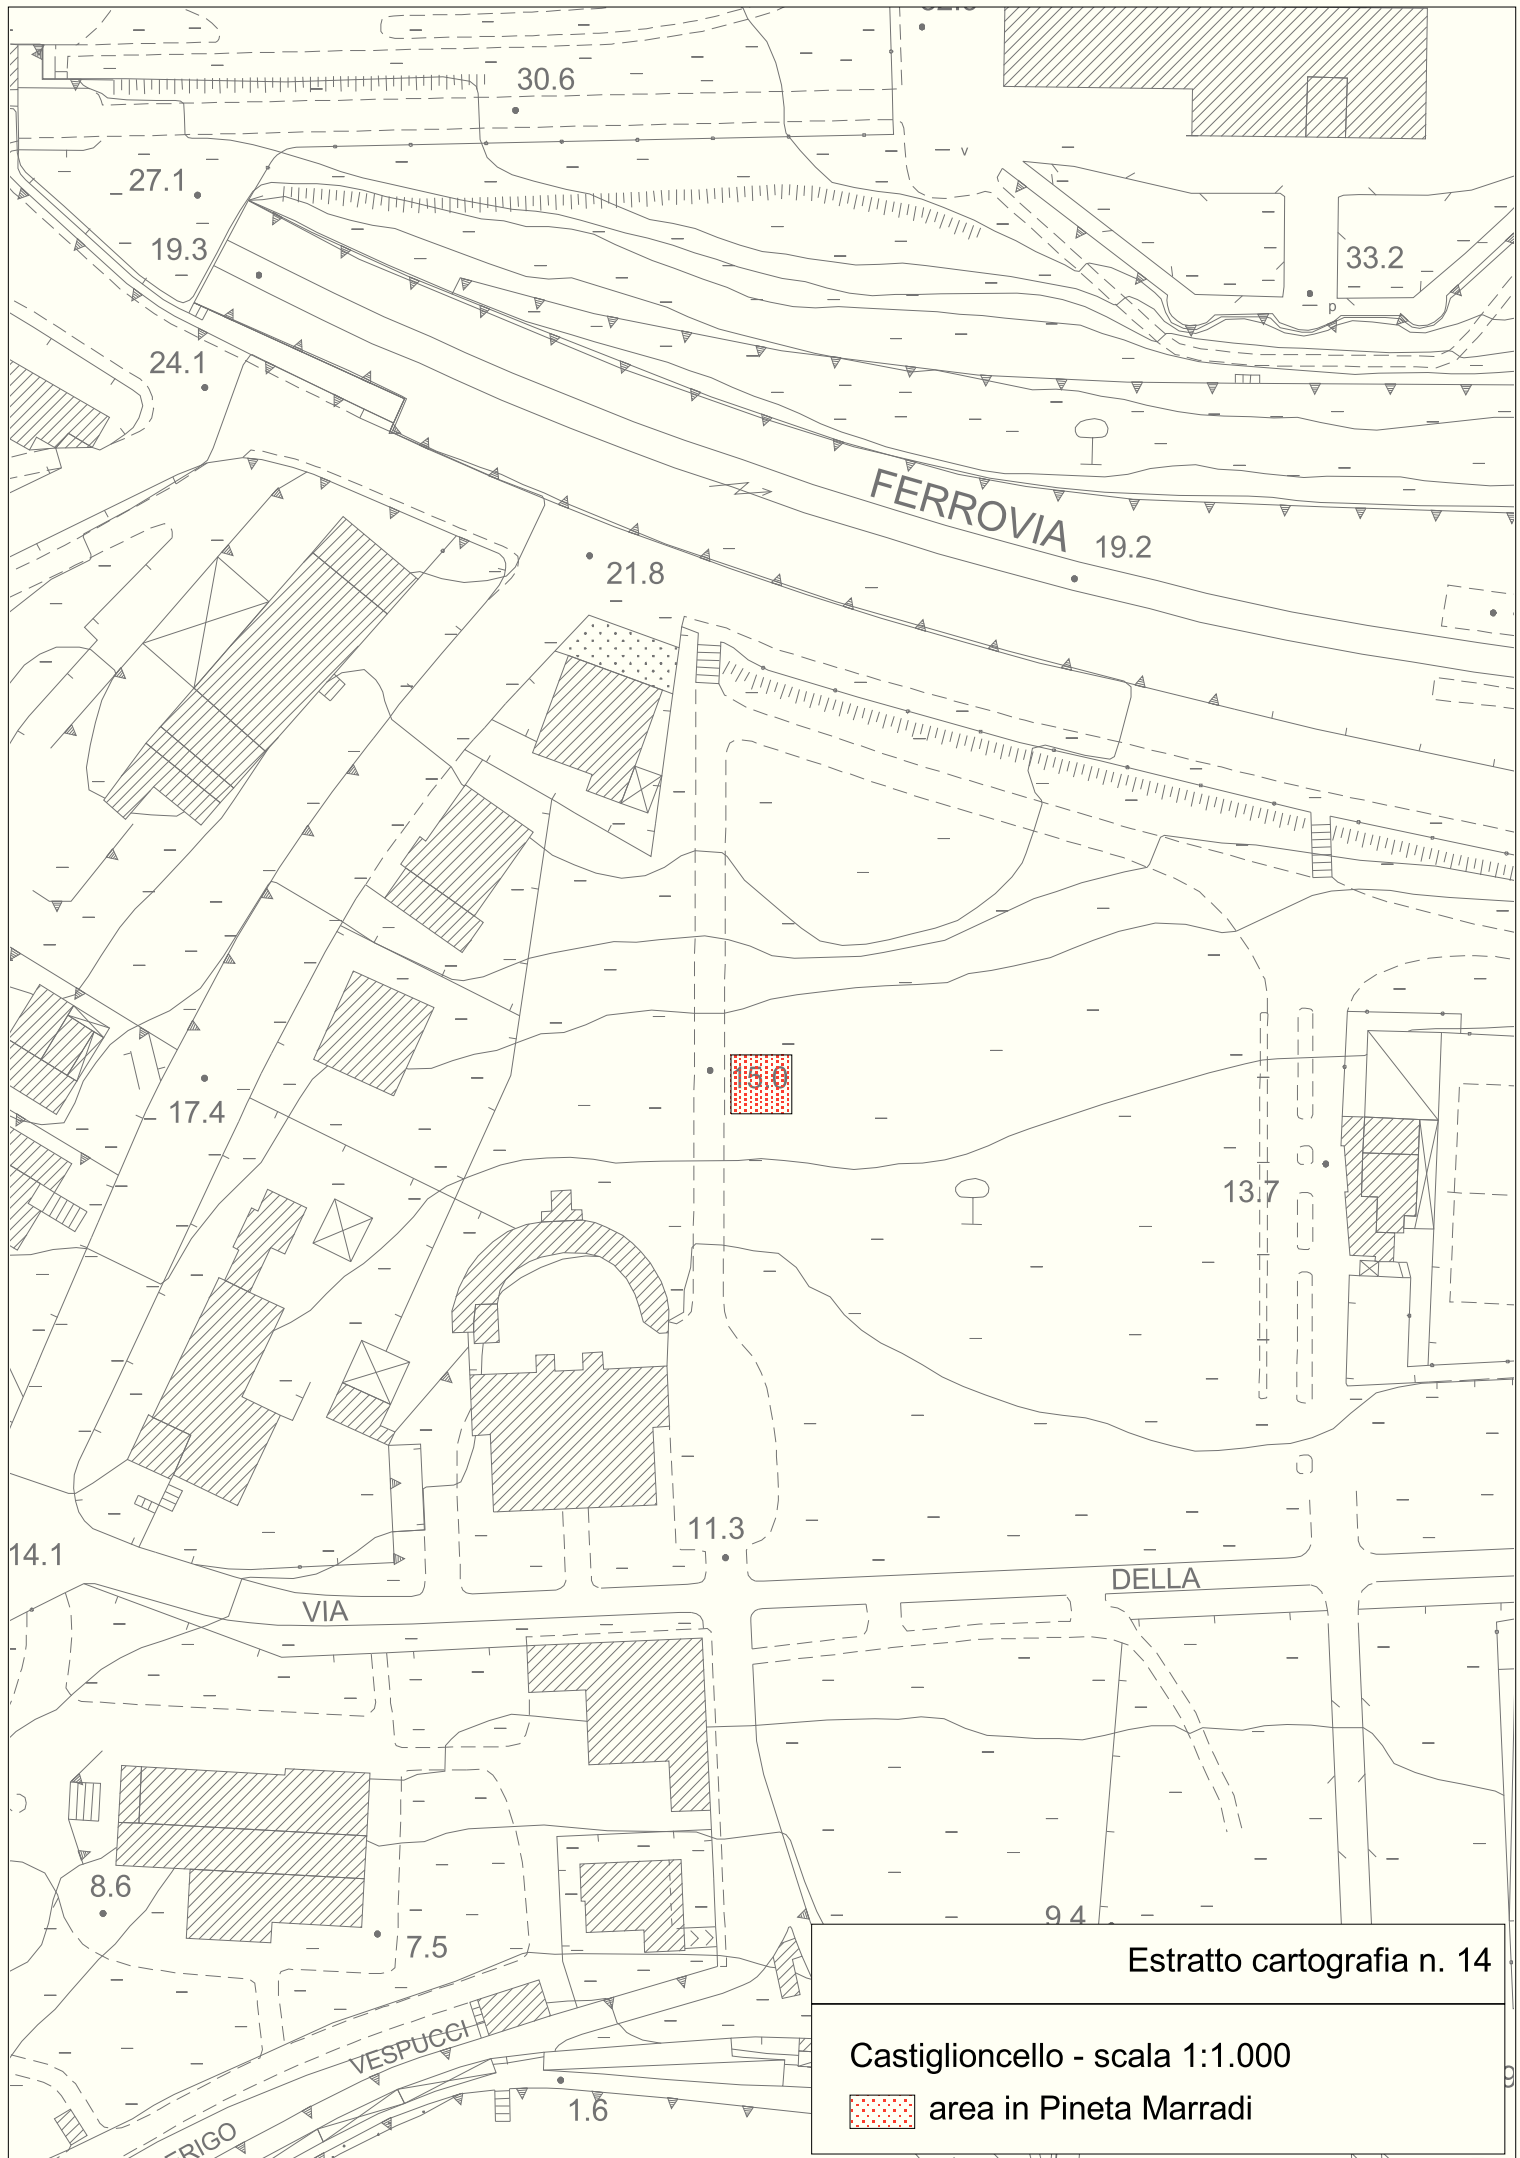 30.6
27.1
19.3
33.2
p
v
24.1
FERROVIA
19.2
21.8
15.0
17.4
13.7
11.3
14.1
DELLA
VIA
8.6
9.4
7.5
Estratto cartografia n. 14
VESPUCCI
Castiglioncello - scala 1:1.000
area in Pineta Marradi
1.6
ERIGO